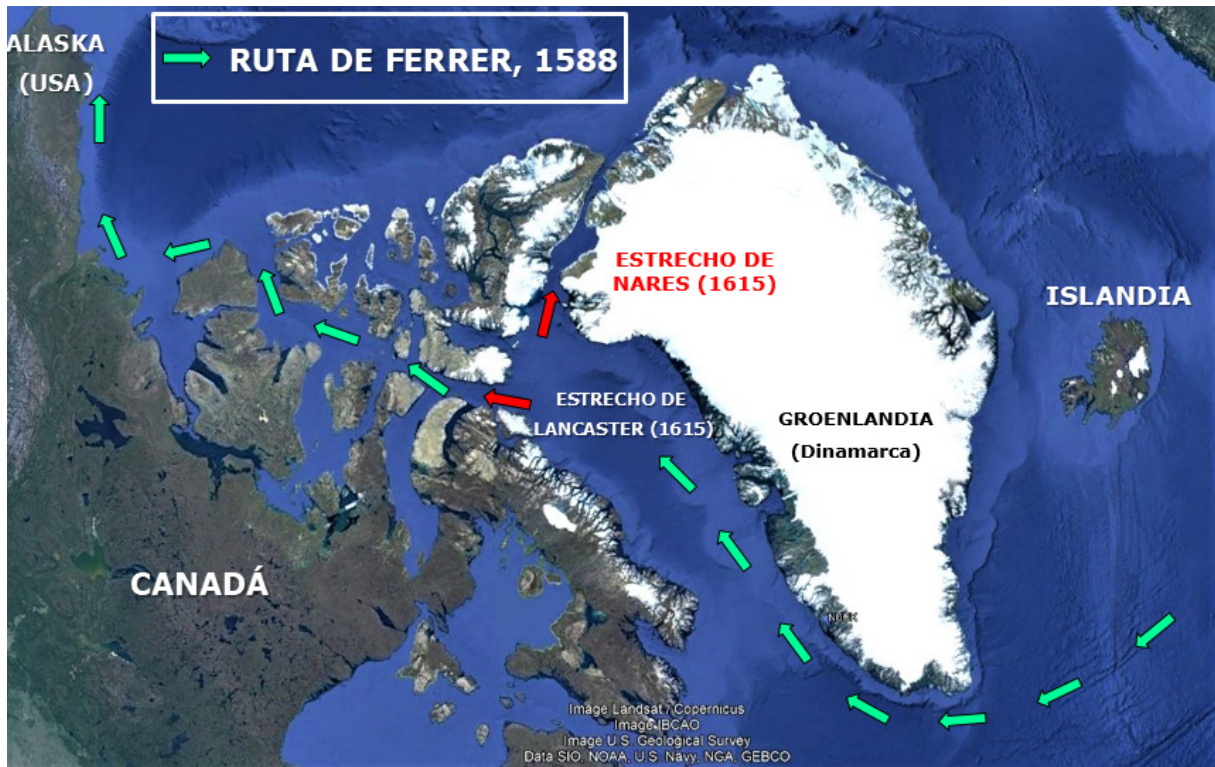 ALASKA
(USA)
RUTA DE FERRER, 1588
ESTRECHO DE
NARES (1615)
ISLANDIA
ESTRECHO DE
LANCASTER (1615)
GROENLANDIA
(Dinamarca)
CANADÁ
NUUK
Image Landsat / Copernicus
Image IBCAO
Image U.S. Geological Survey
Data SIO, NOAA, U.S. Navy, NGA, GEBCO